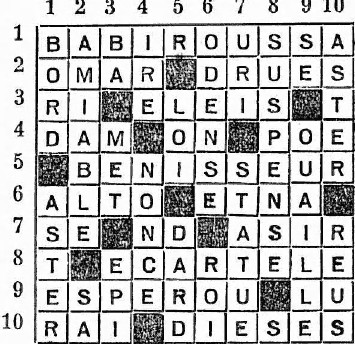 1 2 3 4 5 6 7 8 9 10
1 B A B I R O U S S A
2 O M A R D R U E S
3 R I E L E I S T
4 D A M O N P O E
5 B E N I S S E U R
6 A L T O E T N A
7 S E N D A S I R
8 T E C A R T E L E
9 E S P E R O U L U
10 R A I D I E S E S